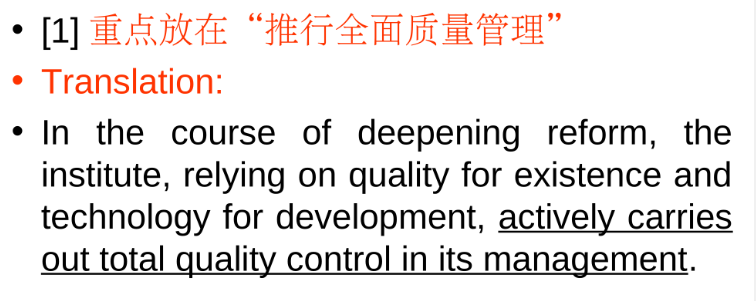 • [1] 重点放在“推行全面质量管理”
• Translation:
• In the course of deepening reform, the
institute, relying on quality for existence and
technology for development, actively carries
out total quality control in its management.